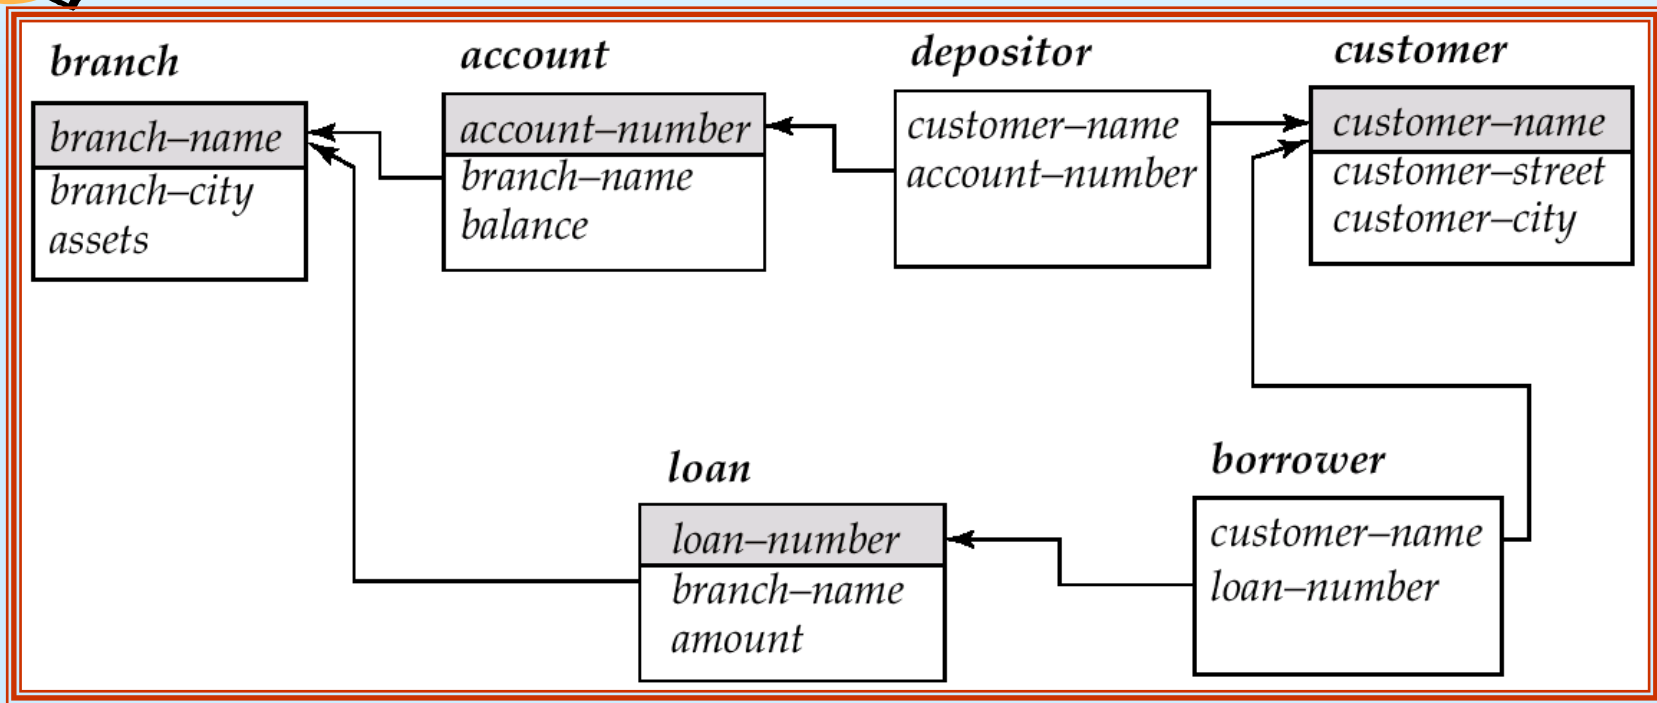 branch
branch–name
branch–city
assets
account
account–number
branch–name
balance
depositor
customer–name
account–number
customer
customer–name
customer–street
customer–city
loan
loan–number
branch–name
amount
borrower
customer–name
loan–number